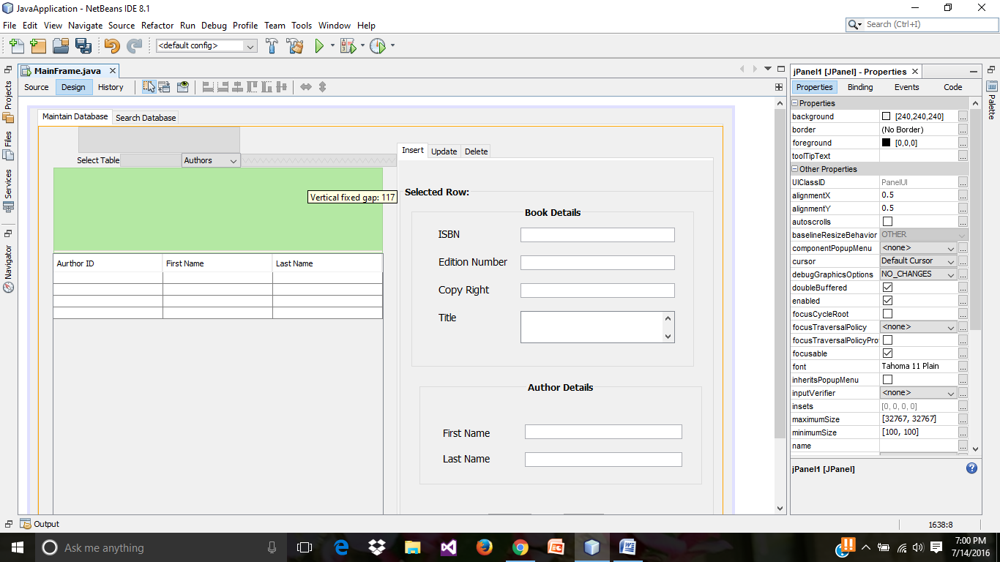 JavaApplication - NetBeans IDE 8.1
File Edit View Navigate Source Refactor Run Debug Profile Team Tools Window Help
Search (Ctrl+I)
<default config>
MainFrame.java
Source Design History
Projects
Files
Services
Navigator
Maintain Database Search Database
Select Table Authors
Vertical fixed gap: 117
Aurthor ID First Name Last Name
Insert Update Delete
Selected Row:
Book Details
ISBN
Edition Number
Copy Right
Title
Author Details
First Name
Last Name
jPanel1 [JPanel] - Properties
Properties Binding Events Code
Properties
background [240,240,240]
border (No Border)
foreground [0,0,0]
toolTipText
Other Properties
UIClassID PanelUI
alignmentX 0.5
alignmentY 0.5
autoscrolls
baselineResizeBehavior OTHER
componentPopupMenu <none>
cursor Default Cursor
debugGraphicsOptions NO_CHANGES
doubleBuffered
enabled
focusCycleRoot
focusTraversalPolicy <none>
focusTraversalPolicyPro
focusable
font Tahoma 11 Plain
inheritsPopupMenu
inputVerifier <none>
insets [0, 0, 0, 0]
maximumSize [32767, 32767]
minimumSize [100, 100]
name
jPanel1 [JPanel]
Palette
Output
1638:8
Ask me anything
7:00 PM
7/14/2016